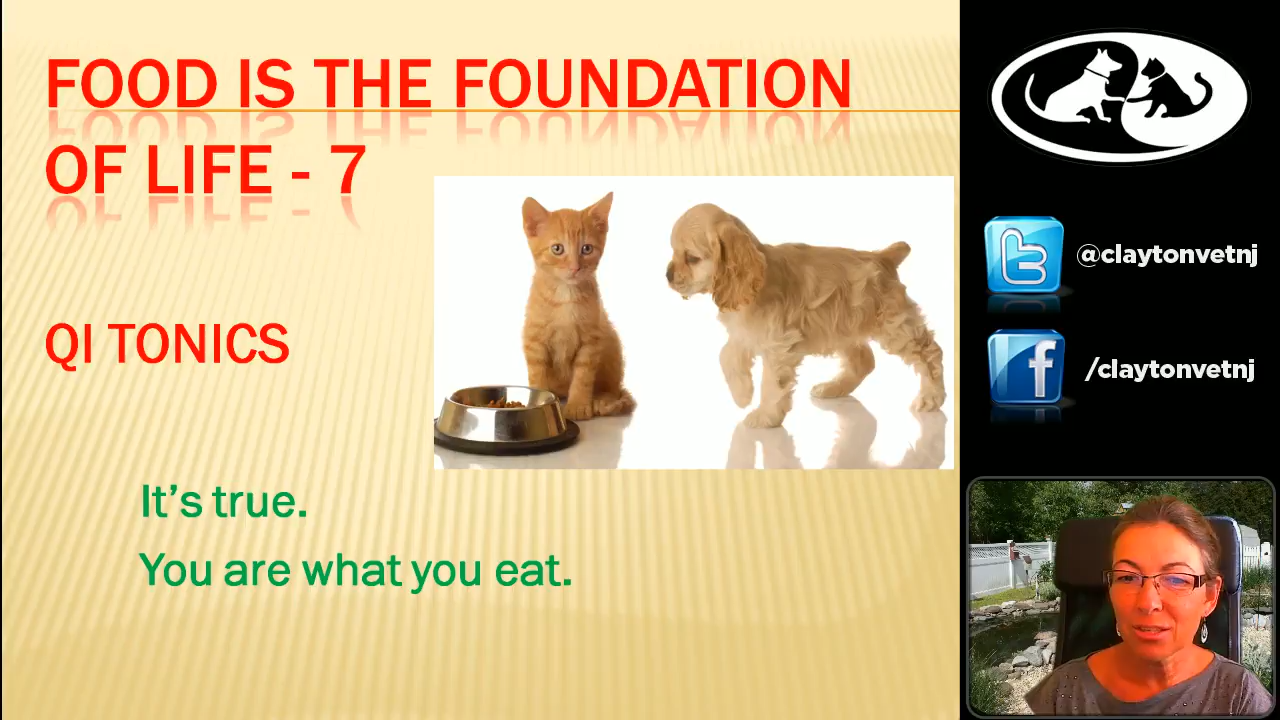 FOOD IS THE FOUNDATION
OF LIFE - 7
QI TONICS
It's true.
You are what you eat.
@claytonvetnj
/claytonvetnj